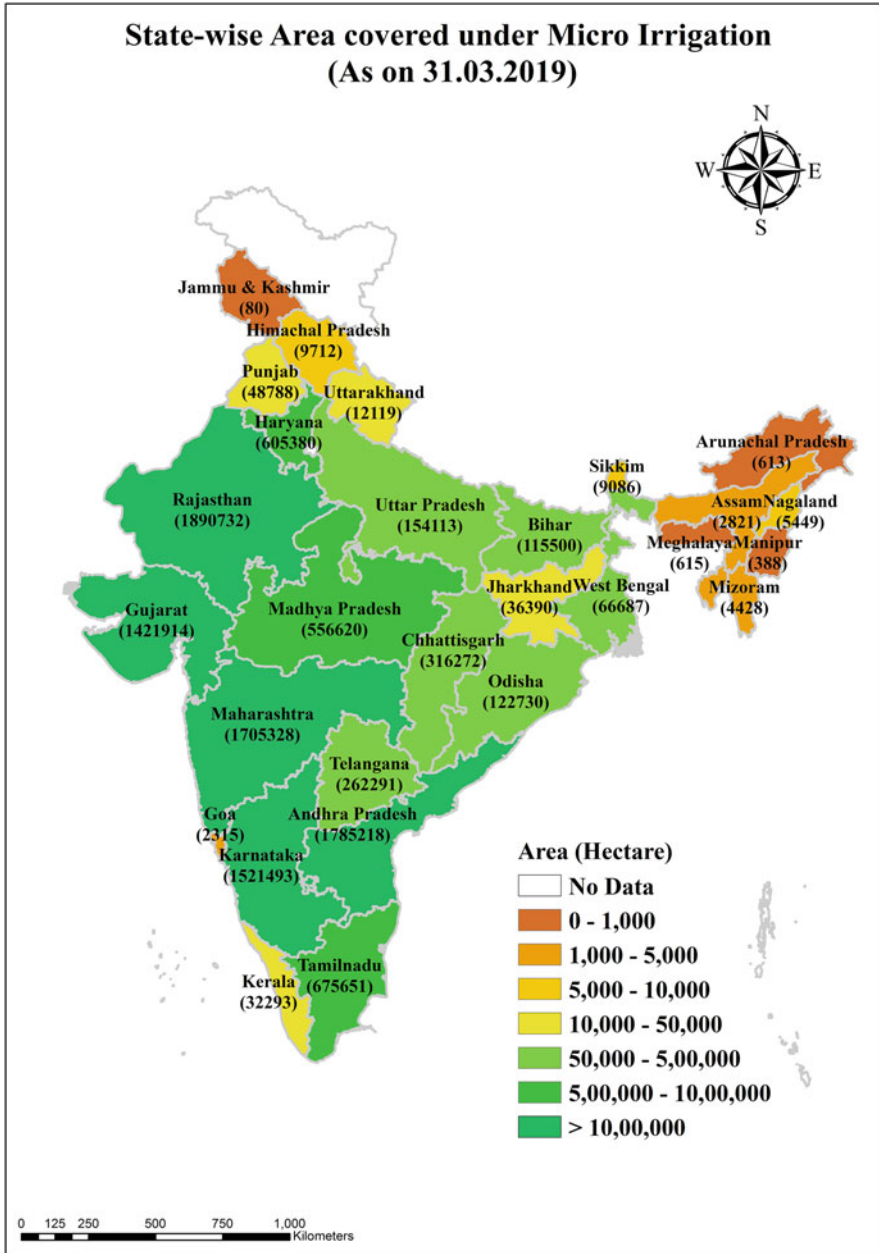 State-wise Area covered under Micro Irrigation
(As on 31.03.2019)
N
W
E
S
Jammu & Kashmir
(80)
Himachal Pradesh
(9712)
Punjab
(48788)
Uttarakhand
(12119)
Haryana
(605380)
Arunachal Pradesh
(613)
Sikkim
(9086)
Rajasthan
(1890732)
Uttar Pradesh
(154113)
Bihar
(115500)
Assam
(2821)
Nagaland
(5449)
Meghalaya
(615)
Manipur
(388)
Mizoram
(4428)
Jharkhand
(36390)
West Bengal
(66687)
Gujarat
(1421914)
Madhya Pradesh
(556620)
Chhattisgarh
(316272)
Odisha
(122730)
Maharashtra
(1705328)
Telangana
(262291)
Goa
(2315)
Andhra Pradesh
(1785218)
Karnataka
(1521493)
Kerala
(32293)
Tamilnadu
(675651)
Area (Hectare)
No Data
0 - 1,000
1,000 - 5,000
5,000 - 10,000
10,000 - 50,000
50,000 - 5,00,000
5,00,000 - 10,00,000
> 10,00,000
0 125 250 500 750 1,000
Kilometers